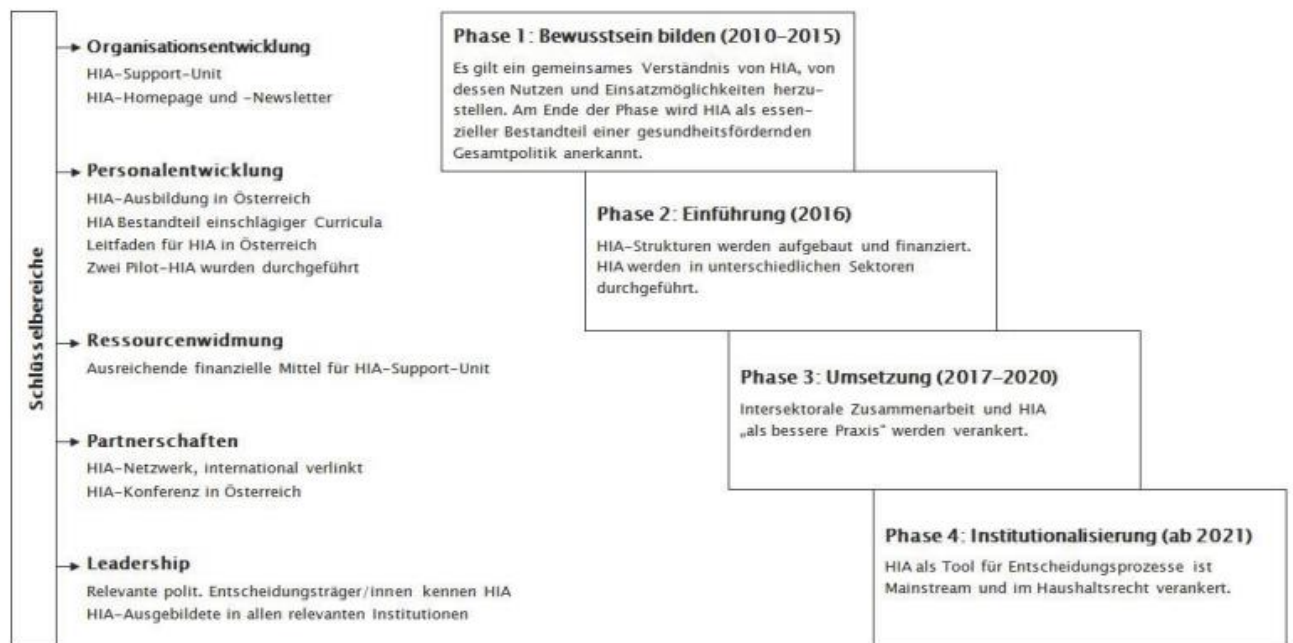 Schlüsselbereiche
Organisationsentwicklung
HIA-Support-Unit
HIA-Homepage und -Newsletter
Personalentwicklung
HIA-Ausbildung in Österreich
HIA Bestandteil einschlägiger Curricula
Leitfaden für HIA in Österreich
Zwei Pilot-HIA wurden durchgeführt
Ressourcenwidmung
Ausreichende finanzielle Mittel für HIA-Support-Unit
Partnerschaften
HIA-Netzwerk, international verlinkt
HIA-Konferenz in Österreich
Leadership
Relevante polit. Entscheidungsträger/innen kennen HIA
HIA-Ausgebildete in allen relevanten Institutionen
Phase 1: Bewusstsein bilden (2010-2015)
Es gilt ein gemeinsames Verständnis von HIA, von
dessen Nutzen und Einsatzmöglichkeiten herzu-
stellen. Am Ende der Phase wird HIA als essen-
zieller Bestandteil einer gesundheitsfördernden
Gesamtpolitik anerkannt.
Phase 2: Einführung (2016)
HIA-Strukturen werden aufgebaut und finanziert.
HIA werden in unterschiedlichen Sektoren
durchgeführt.
Phase 3: Umsetzung (2017-2020)
Intersektorale Zusammenarbeit und HIA
„als bessere Praxis“ werden verankert.
Phase 4: Institutionalisierung (ab 2021)
HIA als Tool für Entscheidungsprozesse ist
Mainstream und im Haushaltsrecht verankert.